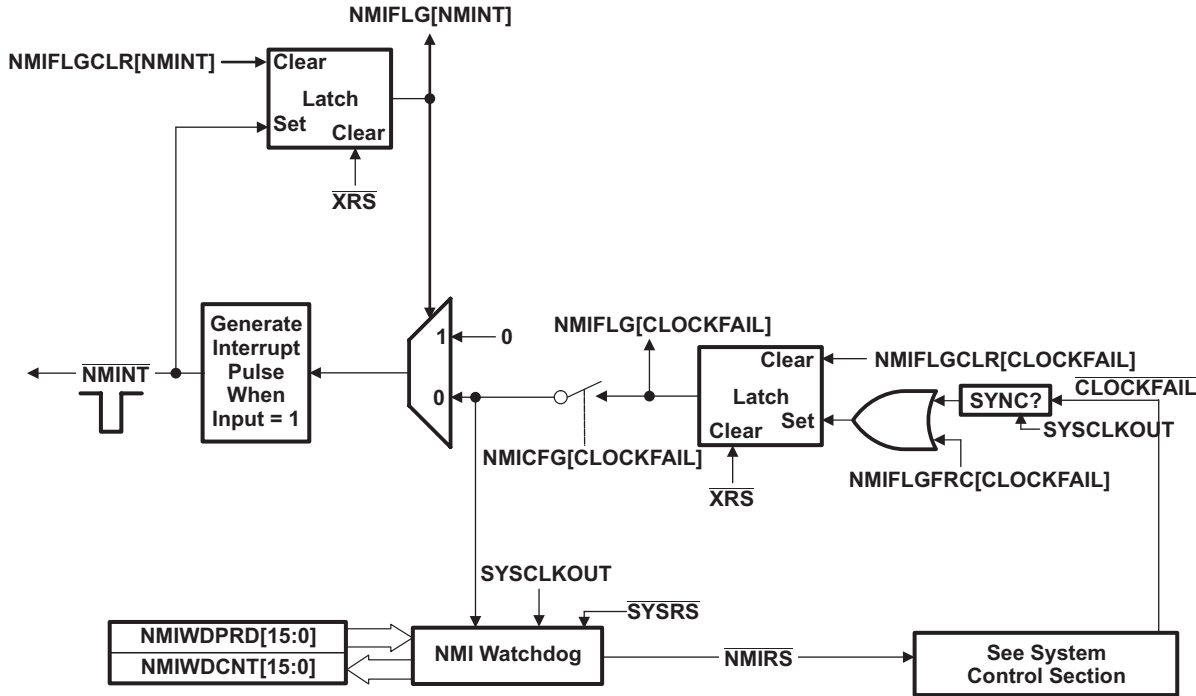 NMIFLG[NMINT]
NMIFLGCLR[NMINT]
Clear
Latch
Set
Clear
XRS
Generate
Interrupt
Pulse
When
Input = 1
NMINT
1
0
0
NMIFLG[CLOCKFAIL]
NMICFG[CLOCKFAIL]
Clear
Latch
Set
Clear
XRS
NMIFLGCLR[CLOCKFAIL]
CLOCKFAIL
SYNC?
SYSCLKOUT
NMIFLGFRC[CLOCKFAIL]
SYSCLKOUT
SYSRS
NMIWDPRD[15:0]
NMIWDCNT[15:0]
NMI Watchdog
NMIRS
See System
Control Section